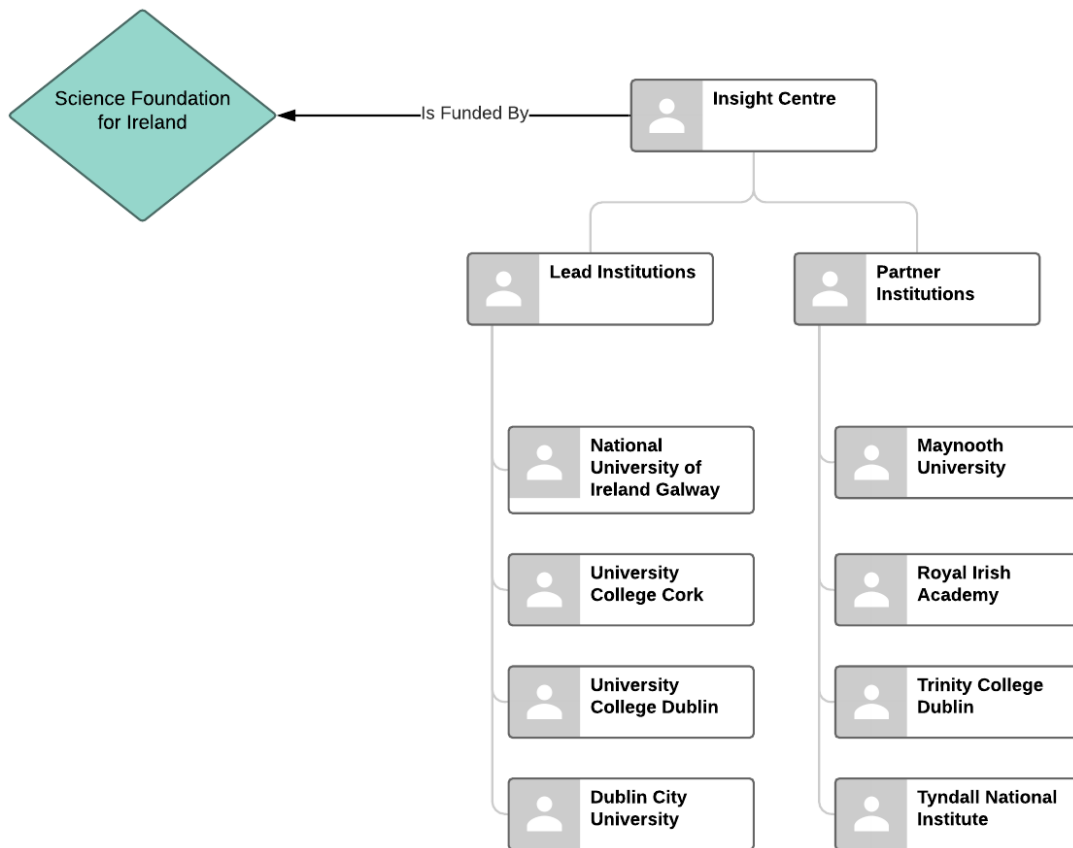 Science Foundation
for Ireland
Is Funded By
Insight Centre
Lead Institutions
Partner
Institutions
National
University of
Ireland Galway
Maynooth
University
University
College Cork
Royal Irish
Academy
University
College Dublin
Trinity College
Dublin
Dublin City
University
Tyndall National
Institute